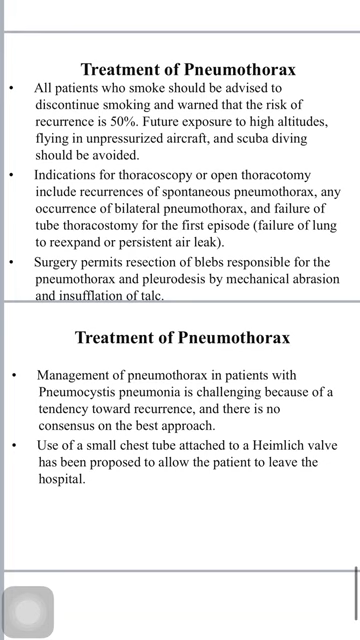 Treatment of Pneumothorax
• All patients who smoke should be advised to
discontinue smoking and warned that the risk of
recurrence is 50%. Future exposure to high altitudes,
flying in unpressurized aircraft, and scuba diving
should be avoided.
• Indications for thoracoscopy or open thoracotomy
include recurrences of spontaneous pneumothorax, any
occurrence of bilateral pneumothorax, and failure of
tube thoracostomy for the first episode (failure of lung
to reexpand or persistent air leak).
• Surgery permits resection of blebs responsible for the
pneumothorax and pleurodesis by mechanical abrasion
and insufflation of talc.
Treatment of Pneumothorax
• Management of pneumothorax in patients with
Pneumocystis pneumonia is challenging because of a
tendency toward recurrence, and there is no
consensus on the best approach.
• Use of a small chest tube attached to a Heimlich valve
has been proposed to allow the patient to leave the
hospital.